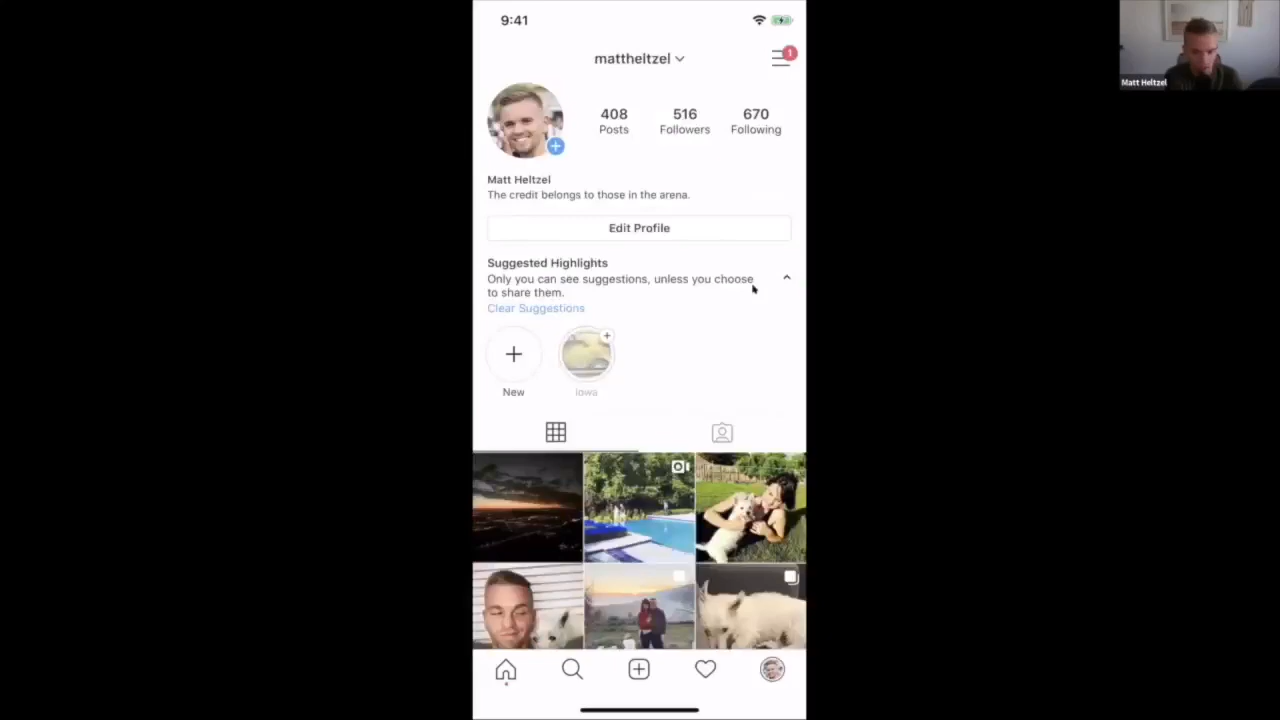 9:41
mattheltzel
1
408
516
670
Posts
Followers
Following
Matt Heltzel
The credit belongs to those in the arena.
Edit Profile
Suggested Highlights
Only you can see suggestions, unless you choose
to share them.
Clear Suggestions
New
iowa
Matt Heltzel